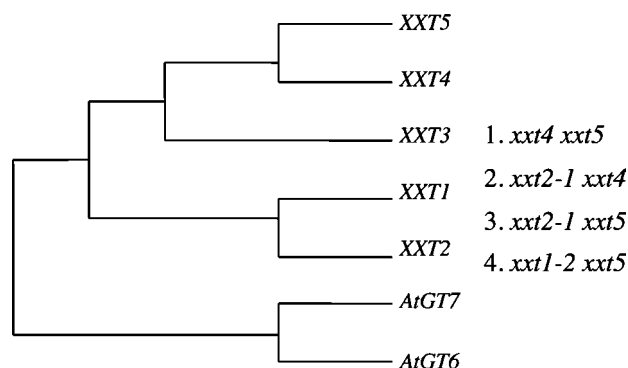 XXT5
XXT4
XXT3
XXT1
XXT2
AtGT7
AtGT6
1. xxt4 xxt5
2. xxt2-1 xxt4
3. xxt2-1 xxt5
4. xxt1-2 xxt5